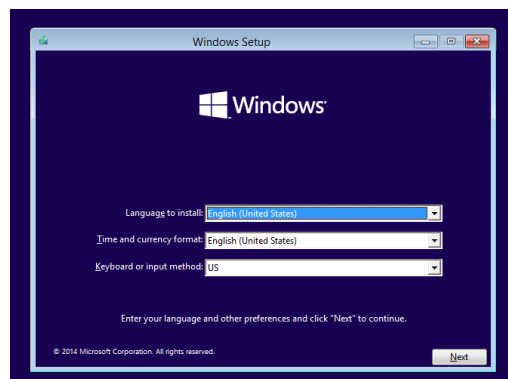 Windows Setup
Windows
Language to install: English (United States)
Time and currency format: English (United States)
Keyboard or input method: US
Enter your language and other preferences and click "Next" to continue.
© 2014 Microsoft Corporation. All rights reserved.
Next